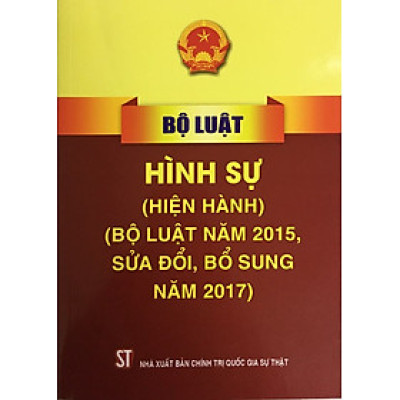 BỘ LUẬT
HÌNH SỰ
(HIỆN HÀNH)
(BỘ LUẬT NĂM 2015,
SỬA ĐỔI, BỔ SUNG
NĂM 2017)
ST NHÀ XUẤT BẢN CHÍNH TRỊ QUỐC GIA SỰ THẬT